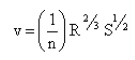 v = (1/n) R^2/3 S^1/2